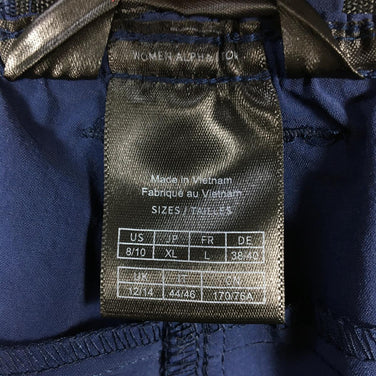 WOMEN ALPHA
Made in Vietnam
Fabriqué au Vietnam
SIZES / TAILLES
US JP FR DE
8/10 XL L 38/40
UK
12/14 44/46 170/76A